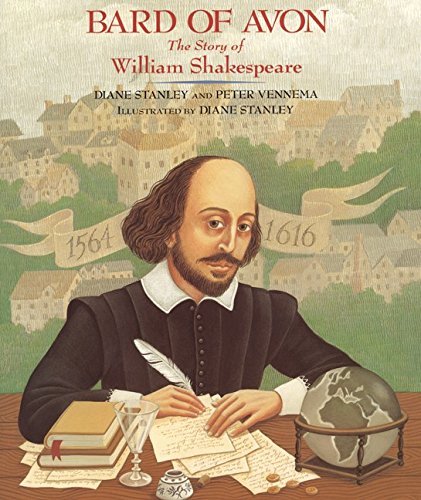 BARD OF AVON
The Story of
William Shakespeare
DIANE STANLEY AND PETER VENNEMA
ILLUSTRATED BY DIANE STANLEY
1564
1616